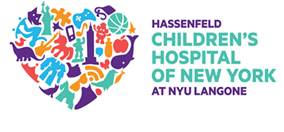 HASSENFELD
CHILDREN'S
HOSPITAL
OF NEW YORK
AT NYU LANGONE